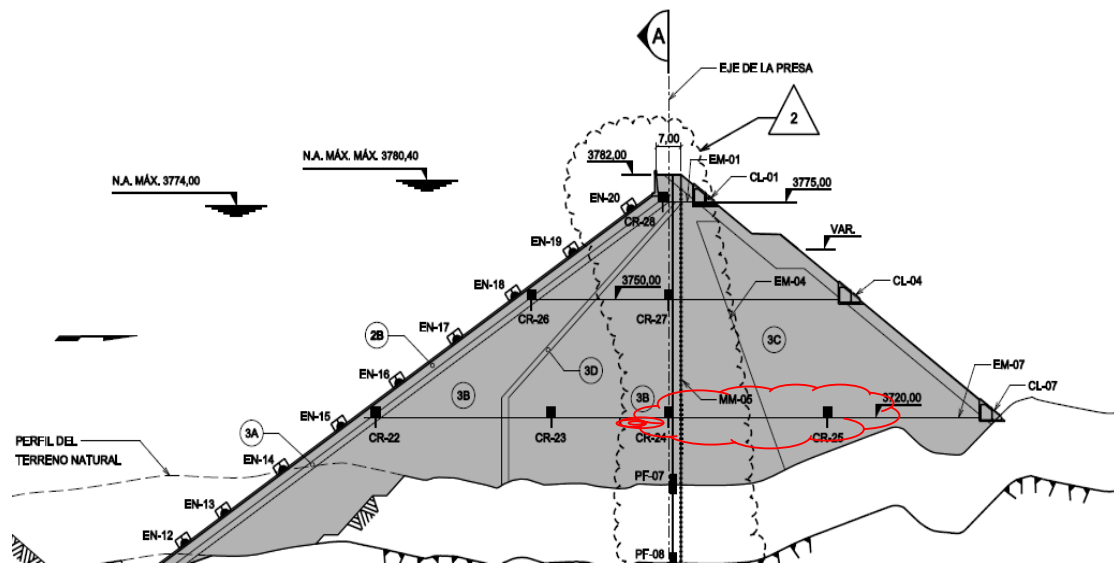 A
EJE DE LA PRESA
2
7,00
N.A. MÁX. MÁX. 3780,40
3782,00
EM-01
N.A. MÁX. 3774,00
CL-01
3775,00
EN-20
CR-28
VAR.
EN-19
EN-18
3750,00
EM-04
CL-04
CR-26
CR-27
EN-17
2B
3C
EM-07
3D
EN-16
3B
3B
MM-05
3720,00
CL-07
EN-15
CR-22
CR-23
CR-24
CR-25
3A
PERFIL DEL
TERRENO NATURAL
EN-14
PF-07
EN-13
EN-12
PF-08